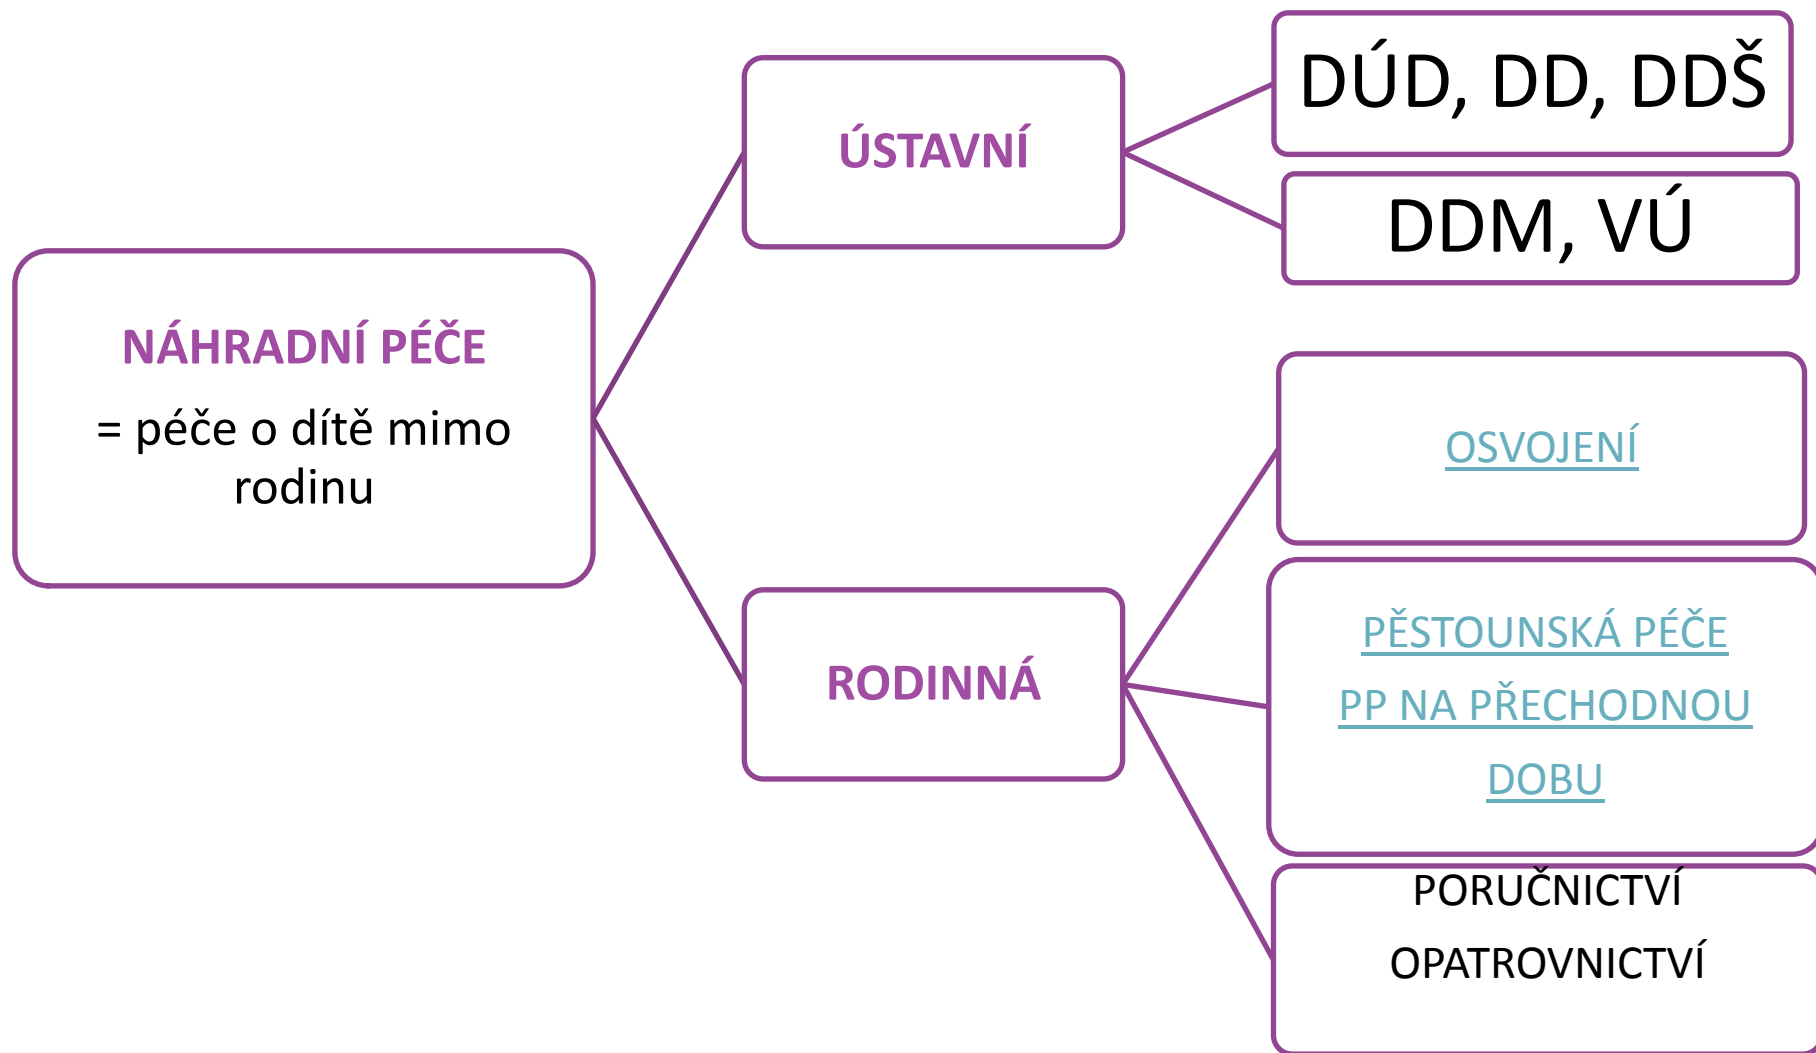 NÁHRADNÍ PÉČE
= péče o dítě mimo
rodinu
ÚSTAVNÍ
DÚD, DD, DDŠ
DDM, VÚ
RODINNÁ
OSVOJENÍ
PĚSTOUNSKÁ PÉČE
PP NA PŘECHODNOU
DOBU
PORUČNICTVÍ
OPATROVNICTVÍ